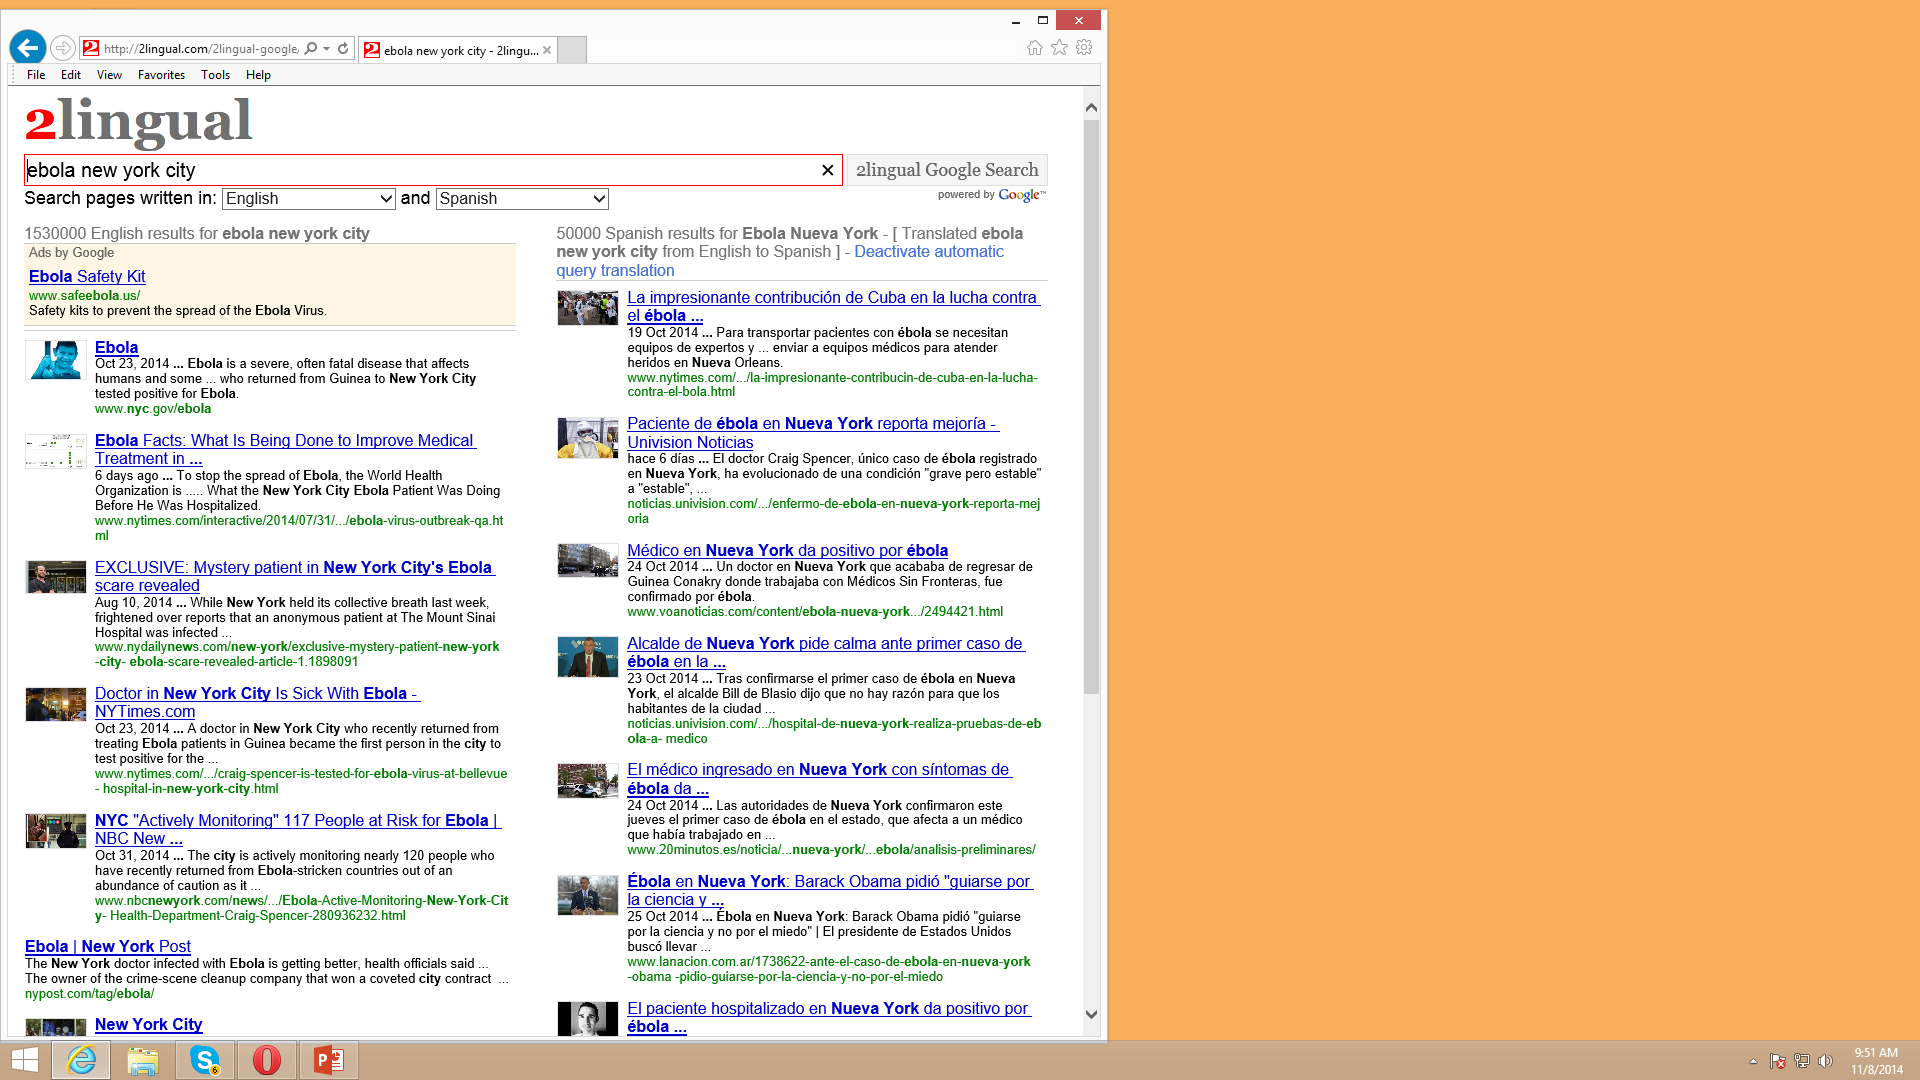 http://2lingual.com/2lingual-google/
ebola new york city - 2lingu...
File Edit View Favorites Tools Help
2lingual
ebola new york city
2lingual Google Search
Search pages written in: English and Spanish
powered by Google™
1530000 English results for ebola new york city
Ads by Google
Ebola Safety Kit
www.safeebola.us/
Safety kits to prevent the spread of the Ebola Virus.
Ebola
Oct 23, 2014 ... Ebola is a severe, often fatal disease that affects
humans and some ... who returned from Guinea to New York City
tested positive for Ebola.
www.nyc.gov/ebola
Ebola Facts: What Is Being Done to Improve Medical
Treatment in ...
6 days ago ... To stop the spread of Ebola, the World Health
Organization is ..... What the New York City Ebola Patient Was Doing
Before He Was Hospitalized.
www.nytimes.com/interactive/2014/07/31/.../ebola-virus-outbreak-qa.ht
ml
EXCLUSIVE: Mystery patient in New York City's Ebola
scare revealed
Aug 10, 2014 ... While New York held its collective breath last week,
frightened over reports that an anonymous patient at The Mount Sinai
Hospital was infected ...
www.nydailynews.com/new-york/exclusive-mystery-patient-new-york
-city- ebola-scare-revealed-article-1.1898091
Doctor in New York City Is Sick With Ebola -
NYTimes.com
Oct 23, 2014 ... A doctor in New York City who recently returned from
treating Ebola patients in Guinea became the first person in the city to
test positive for the ...
www.nytimes.com/.../craig-spencer-is-tested-for-ebola-virus-at-bellevue
- hospital-in-new-york-city.html
NYC "Actively Monitoring" 117 People at Risk for Ebola |
NBC New ...
Oct 31, 2014 ... The city is actively monitoring nearly 120 people who
have recently returned from Ebola-stricken countries out of an
abundance of caution as it ...
www.nbcnewyork.com/news/.../Ebola-Active-Monitoring-New-York-Cit
y- Health-Department-Craig-Spencer-280936232.html
Ebola | New York Post
The New York doctor infected with Ebola is getting better, health officials said ...
The owner of the crime-scene cleanup company that won a coveted city contract ...
nypost.com/tag/ebola/
New York City
50000 Spanish results for Ebola Nueva York - [ Translated ebola
new york city from English to Spanish ] - Deactivate automatic
query translation
La impresionante contribución de Cuba en la lucha contra
el ébola ...
19 Oct 2014 ... Para transportar pacientes con ébola se necesitan
equipos de expertos y ... enviar a equipos médicos para atender
heridos en Nueva Orleans.
www.nytimes.com/.../la-impresionante-contribucin-de-cuba-en-la-lucha-
contra-el-bola.html
Paciente de ébola en Nueva York reporta mejoría -
Univision Noticias
hace 6 días ... El doctor Craig Spencer, único caso de ébola registrado
en Nueva York, ha evolucionado de una condición "grave pero estable"
a "estable", ...
noticias.univision.com/.../enfermo-de-ebola-en-nueva-york-reporta-mej
oria
Médico en Nueva York da positivo por ébola
24 Oct 2014 ... Un doctor en Nueva York que acababa de regresar de
Guinea Conakry donde trabajaba con Médicos Sin Fronteras, fue
confirmado por ébola.
www.voanoticias.com/content/ebola-nueva-york.../2494421.html
Alcalde de Nueva York pide calma ante primer caso de
ébola en la ...
23 Oct 2014 ... Tras confirmarse el primer caso de ébola en Nueva
York, el alcalde Bill de Blasio dijo que no hay razón para que los
habitantes de la ciudad ...
noticias.univision.com/.../hospital-de-nueva-york-realiza-pruebas-de-eb
ola-a- medico
El médico ingresado en Nueva York con síntomas de
ébola da ...
24 Oct 2014 ... Las autoridades de Nueva York confirmaron este
jueves el primer caso de ébola en el estado, que afecta a un médico
que había trabajado en ...
www.20minutos.es/noticia/...nueva-york/...ebola/analisis-preliminares/
Ébola en Nueva York: Barack Obama pidió "guiarse por
la ciencia y ...
25 Oct 2014 ... Ébola en Nueva York: Barack Obama pidió "guiarse
por la ciencia y no por el miedo" | El presidente de Estados Unidos
buscó llevar ...
www.lanacion.com.ar/1738622-ante-el-caso-de-ebola-en-nueva-york
-obama -pidio-guiarse-por-la-ciencia-y-no-por-el-miedo
El paciente hospitalizado en Nueva York da positivo por
ébola ...
9:51 AM
11/8/2014